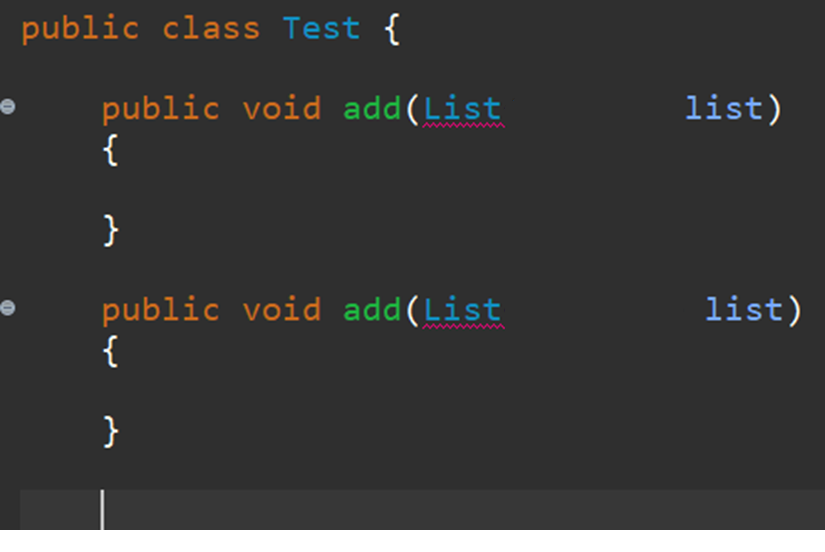 public class Test {
public void add(List list)
{
}
public void add(List list)
{
}